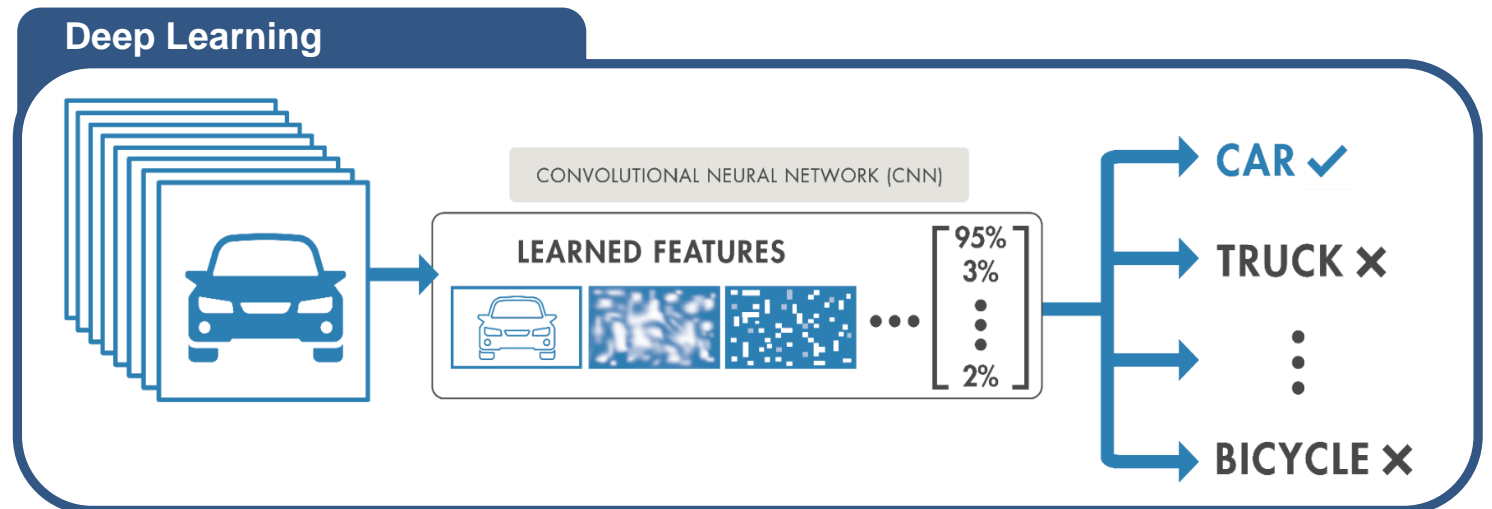 Deep Learning
CONVOLUTIONAL NEURAL NETWORK (CNN)
LEARNED FEATURES
95%
3%
2%
CAR ✓
TRUCK ✕
BICYCLE ✕